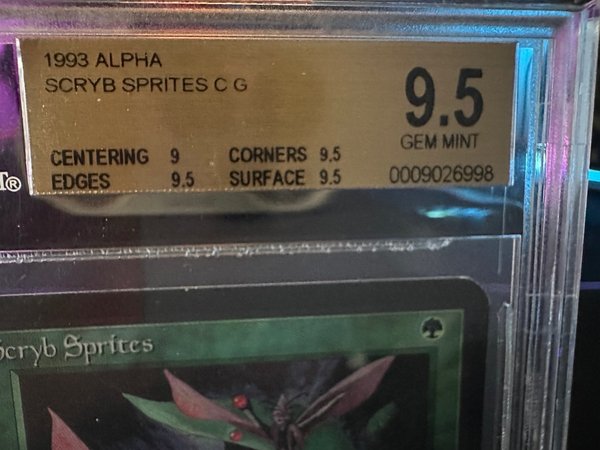 1993 ALPHA
SCRYB SPRITES C G
9.5
GEM MINT
CENTERING 9 CORNERS 9.5
EDGES 9.5 SURFACE 9.5
0009026998
Scryb Sprites